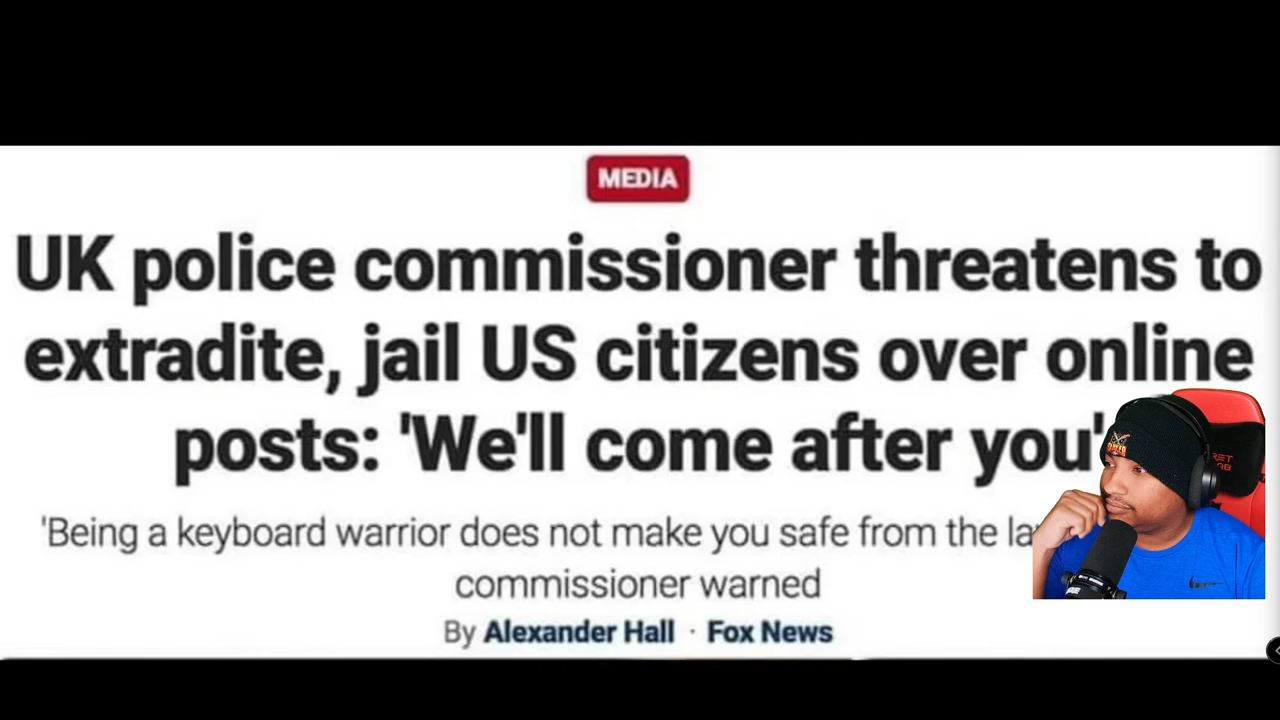 MEDIA
UK police commissioner threatens to
extradite, jail US citizens over online
posts: 'We'll come after you'
'Being a keyboard warrior does not make you safe from the
commissioner warned
By Alexander Hall · Fox News